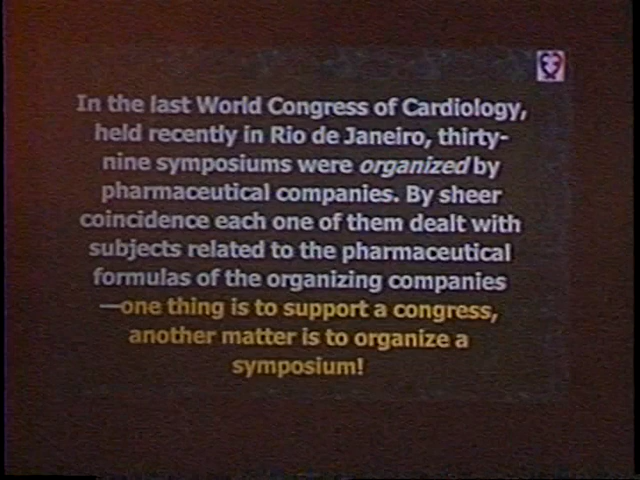 In the last World Congress of Cardiology,
held recently in Rio de Janeiro, thirty-
nine symposiums were organized by
pharmaceutical companies. By sheer
coincidence each one of them dealt with
subjects related to the pharmaceutical
formulas of the organizing companies
—one thing is to support a congress,
another matter is to organize a
symposium!